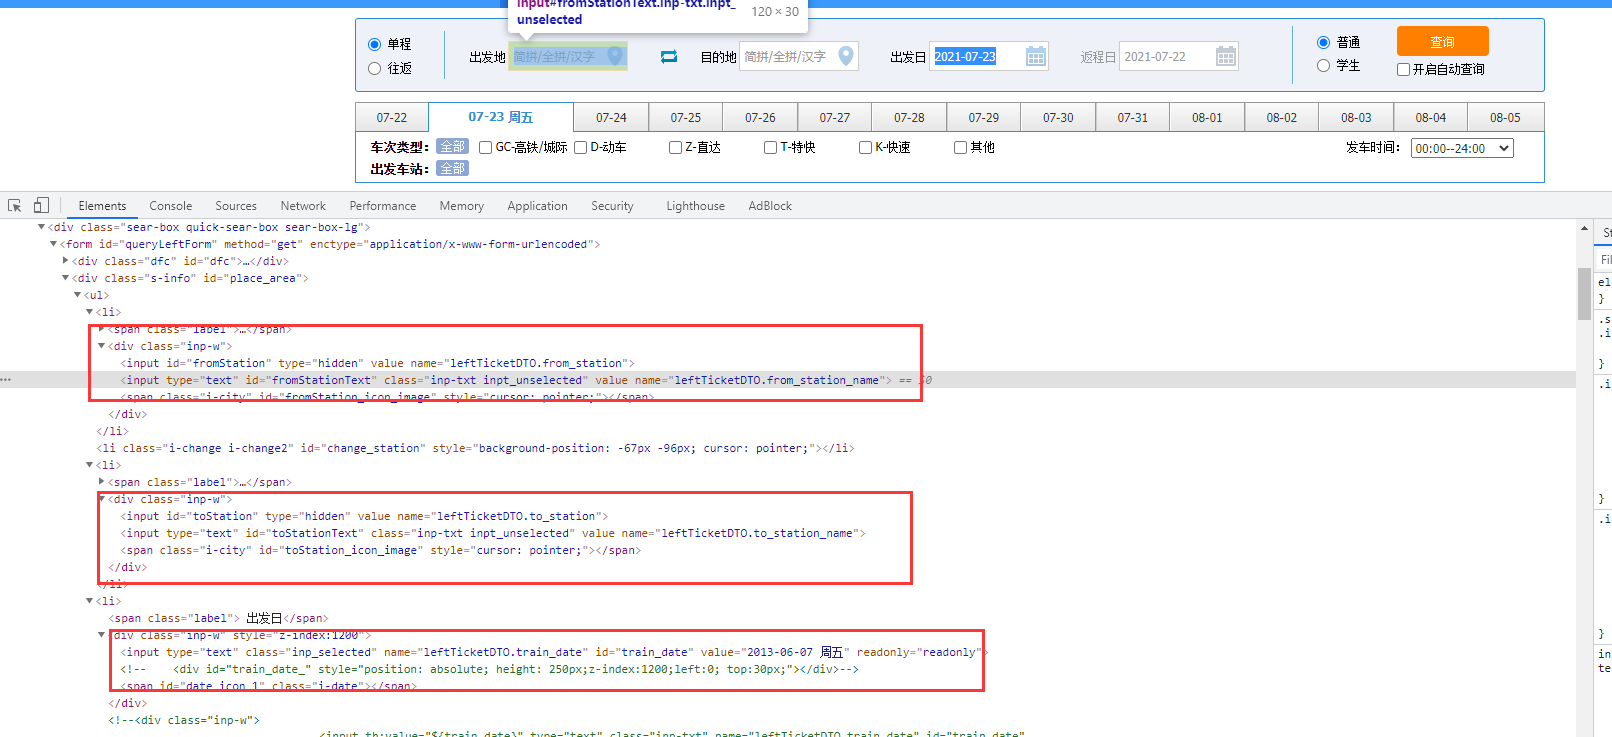 input#fromStationText.inp-txt.inpt_
unselected
120 × 30
单程
往返
出发地 简拼/全拼/汉字
目的地 简拼/全拼/汉字
出发日 2021-07-23
返程日 2021-07-22
普通
学生
查询
开启自动查询
07-22 07-23 周五 07-24 07-25 07-26 07-27 07-28 07-29 07-30 07-31 08-01 08-02 08-03 08-04 08-05
车次类型： 全部 GC-高铁/城际 D-动车 Z-直达 T-特快 K-快速 其他 发车时间： 00:00--24:00
出发车站： 全部
Elements Console Sources Network Performance Memory Application Security Lighthouse AdBlock
<div class="sear-box quick-sear-box sear-box-lg">
<form id="queryLeftForm" method="get" enctype="application/x-www-form-urlencoded">
<div class="dfc" id="dfc">…</div>
<div class="s-info" id="place_area">
<ul>
<li>
<span class="label">…</span>
<div class="inp-w">
<input id="fromStation" type="hidden" value name="leftTicketDTO.from_station">
<input type="text" id="fromStationText" class="inp-txt inpt_unselected" value name="leftTicketDTO.from_station_name"> == $0
<span class="i-city" id="fromStation_icon_image" style="cursor: pointer;"></span>
</div>
</li>
<li class="i-change i-change2" id="change_station" style="background-position: -67px -96px; cursor: pointer;"></li>
<li>
<span class="label">…</span>
<div class="inp-w">
<input id="toStation" type="hidden" value name="leftTicketDTO.to_station">
<input type="text" id="toStationText" class="inp-txt inpt_unselected" value name="leftTicketDTO.to_station_name">
<span class="i-city" id="toStation_icon_image" style="cursor: pointer;"></span>
</div>
</li>
<li>
<span class="label"> 出发日</span>
<div class="inp-w" style="z-index:1200">
<input type="text" class="inp_selected" name="leftTicketDTO.train_date" id="train_date" value="2013-06-07 周五" readonly="readonly">
<!-- <div id="train_date_" style="position: absolute; height: 250px;z-index:1200;left:0; top:30px;"></div>-->
<span id="date_icon_1" class="i-date"></span>
</div>
<!--<div class="inp-w">
<input th:value="${train_date}" type="text" class="inp-txt" name="leftTicketDTO.train_date" id="train_date"
St
Fil
el
}
.s
.i
}
.i
}
.i
}
in
te